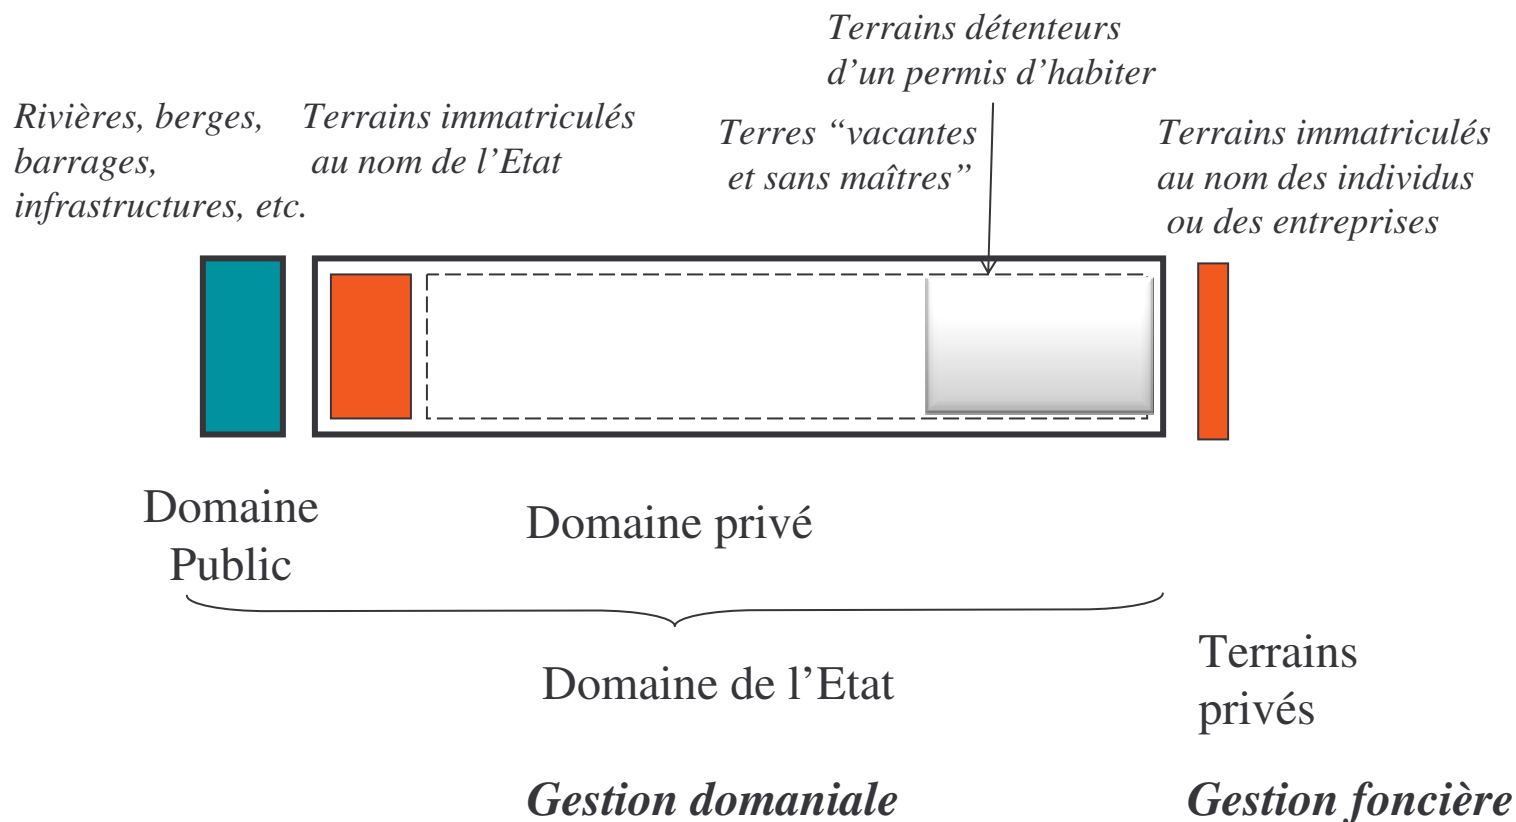 Terrains détenteurs
d’un permis d’habiter
Rivières, berges,
barrages,
infrastructures, etc.
Terrains immatriculés
au nom de l’Etat
Terres “vacantes
et sans maîtres”
Terrains immatriculés
au nom des individus
ou des entreprises
Domaine
Public
Domaine privé
Domaine de l’Etat
Terrains
privés
Gestion domaniale
Gestion foncière